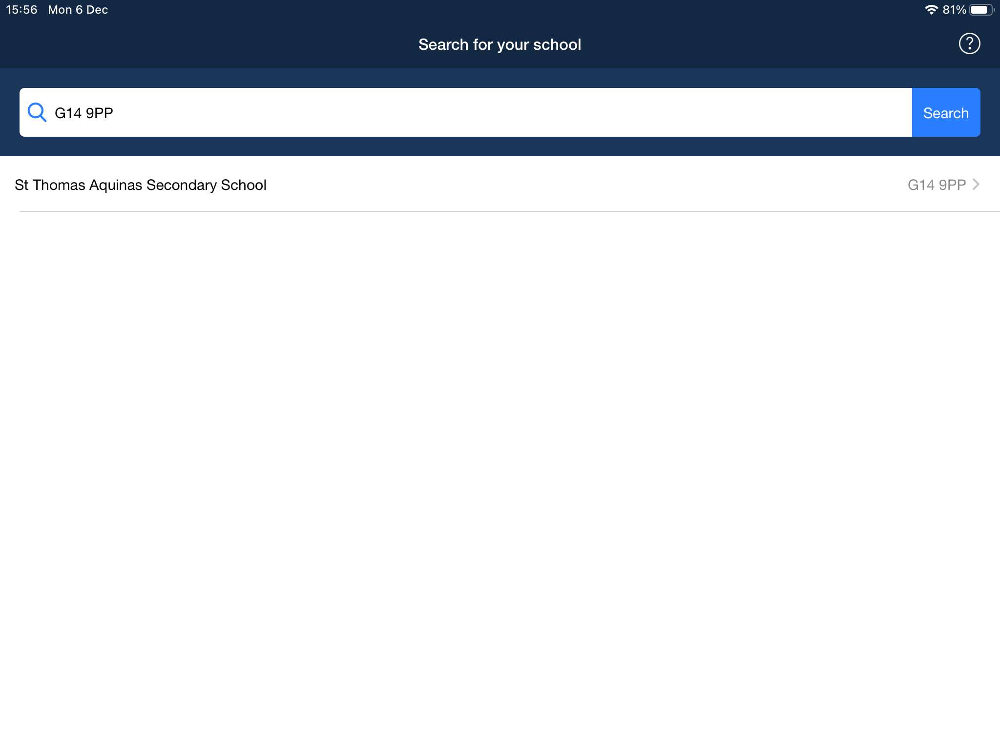 15:56 Mon 6 Dec 81%
Search for your school
?
G14 9PP Search
St Thomas Aquinas Secondary School G14 9PP